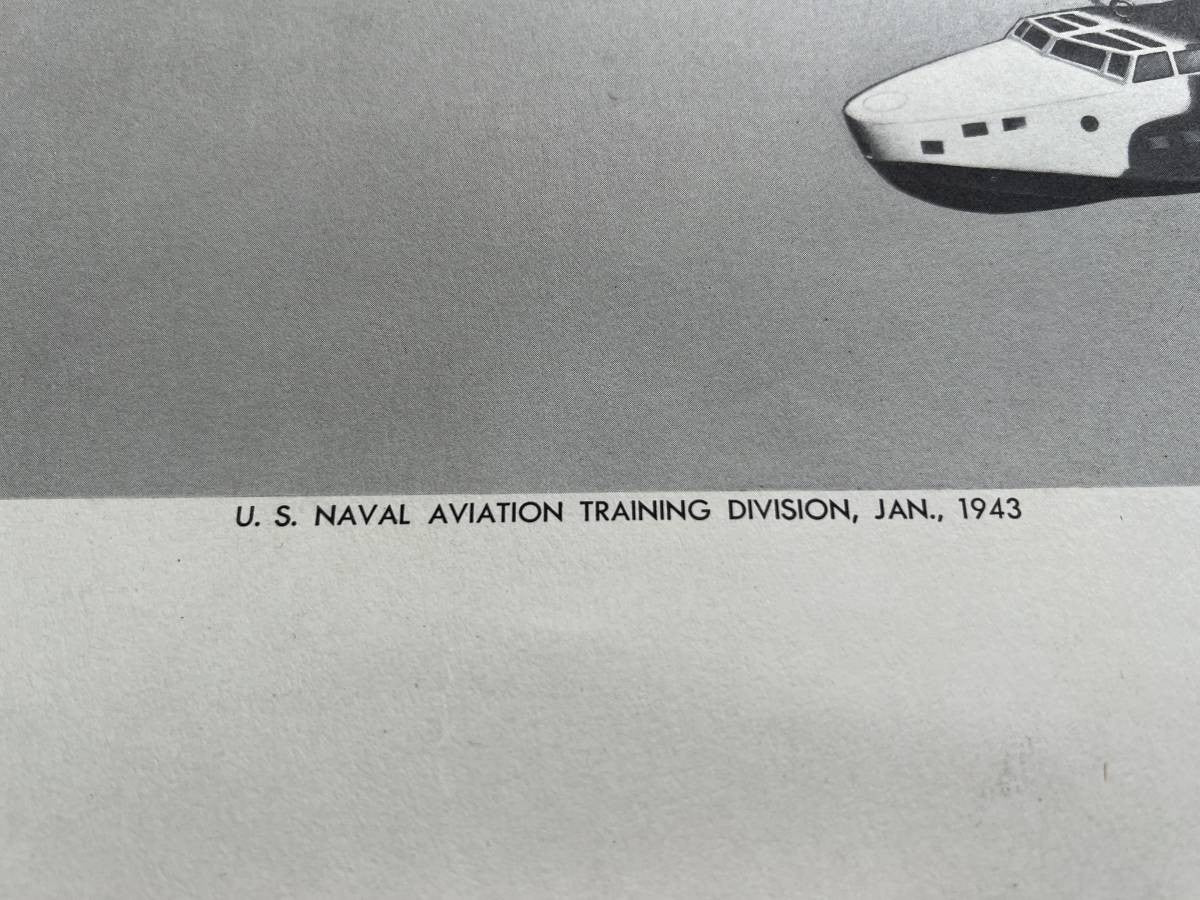 U. S. NAVAL AVIATION TRAINING DIVISION, JAN., 1943